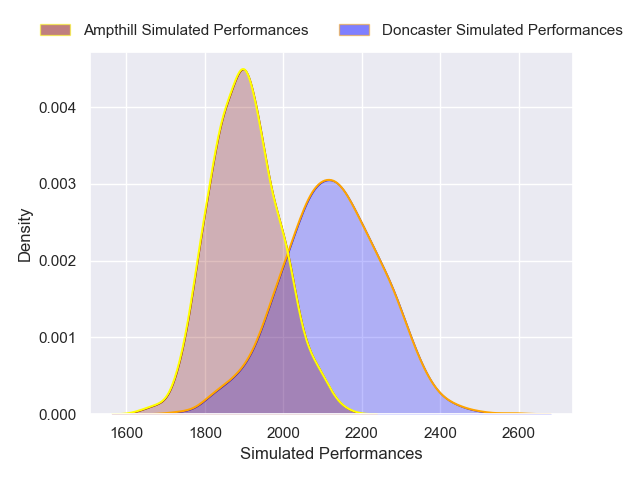 Ampthill Simulated Performances Doncaster Simulated Performances
0.004
0.003
0.002
0.001
0.000
Density
1600 1800 2000 2200 2400 2600
Simulated Performances